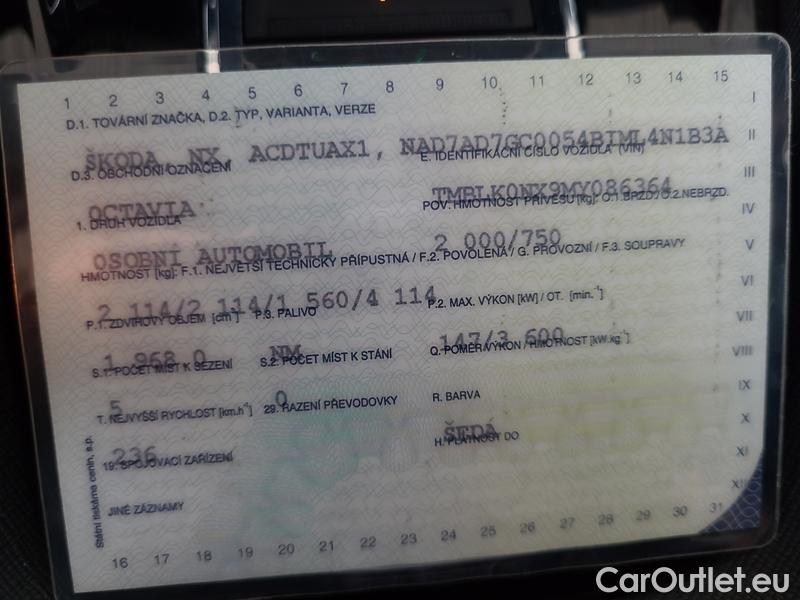 1 2 3 4 5 6 7 8 9 10 11 12 13 14 15
D.1. TOVÁRNÍ ZNAČKA, D.2. TYP, VARIANTA, VERZE
I
ŠKODA NX ACDTUAX1, NAD7AD7GC0054BIML4N1B3A
II
D.3. OBCHODNÍ OZNAČENÍ
E. IDENTIFIKAČNÍ ČÍSLO VOZIDLA (VIN)
OCTAVIA
TMBLK0NX9MY086364
III
1. DRUH VOZIDLA
POV. HMOTNOST PŘÍVĚSU [kg]: O.1. BRZD./O.2. NEBRZD.
IV
OSOBNÍ AUTOMOBIL
2 000/750
V
HMOTNOST [kg]: F.1. NEJVĚTŠÍ TECHNICKY PŘÍPUSTNÁ / F.2. POVOLENÁ / G. PROVOZNÍ / F.3. SOUPRAVY
2 114/2 114/1 560/4 114
VI
P.1. ZDVIHOVÝ OBJEM [cm³] P.3. PALIVO
P.2. MAX. VÝKON [kW] / OT. [min.⁻¹]
1 968,0 NM
147/3 600
VII
S.1. POČET MÍST K SEZENÍ S.2. POČET MÍST K STÁNÍ
Q. POMĚR VÝKON / HMOTNOST [kW.kg⁻¹]
VIII
5 0
T. NEJVYŠŠÍ RYCHLOST [km.h⁻¹] 29. ŘAZENÍ PŘEVODOVKY
R. BARVA
IX
236
ŠEDÁ
X
19. SPOJOVACÍ ZAŘÍZENÍ
H. PLATNOST DO
XI
JINÉ ZÁZNAMY
XII
Státní tiskárna cenin, s.p.
16 17 18 19 20 21 22 23 24 25 26 27 28 29 30 31
CarOutlet.eu